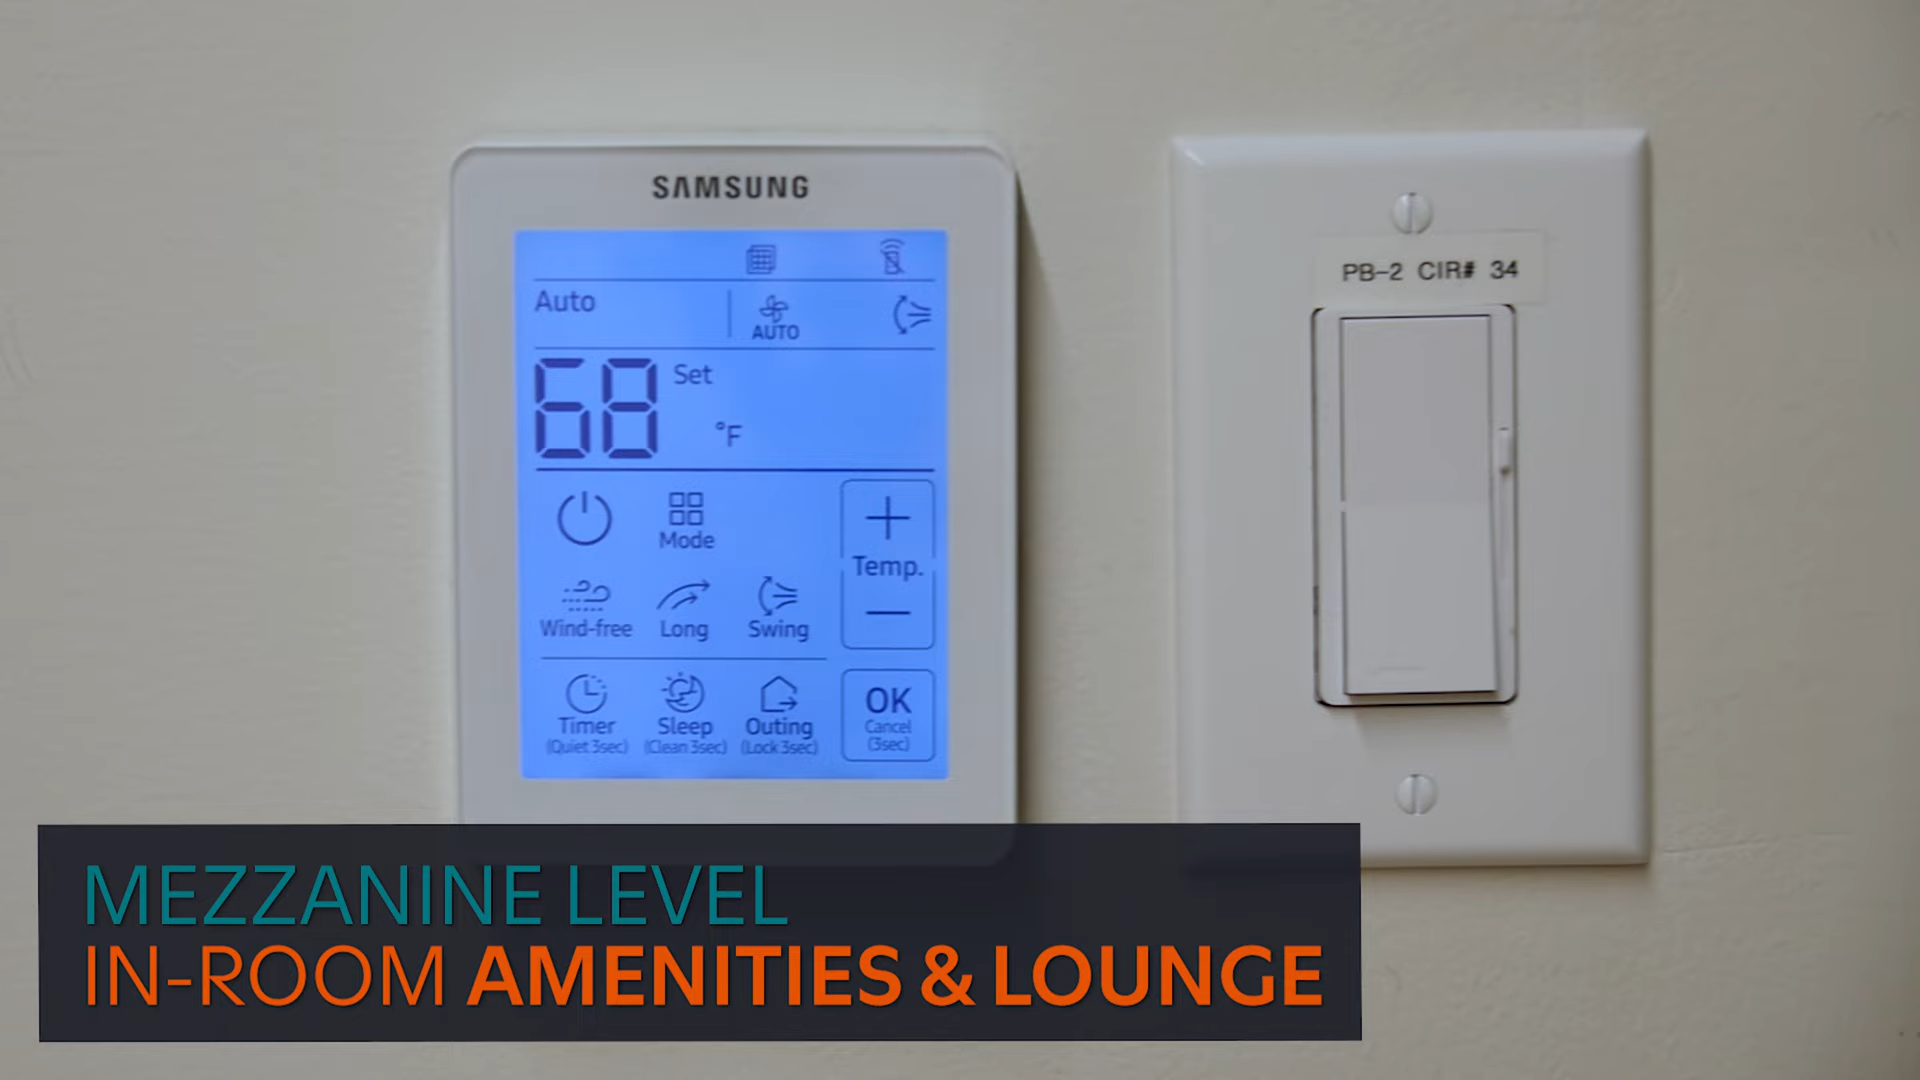 SAMSUNG
Auto
AUTO
68 Set
°F
Mode
Temp.
Wind-free Long Swing
Timer Sleep Outing
(Quiet 3sec) (Clean 3sec) (Lock 3sec)
OK
Cancel
(3sec)
PB-2 CIR# 34
MEZZANINE LEVEL
IN-ROOM AMENITIES & LOUNGE